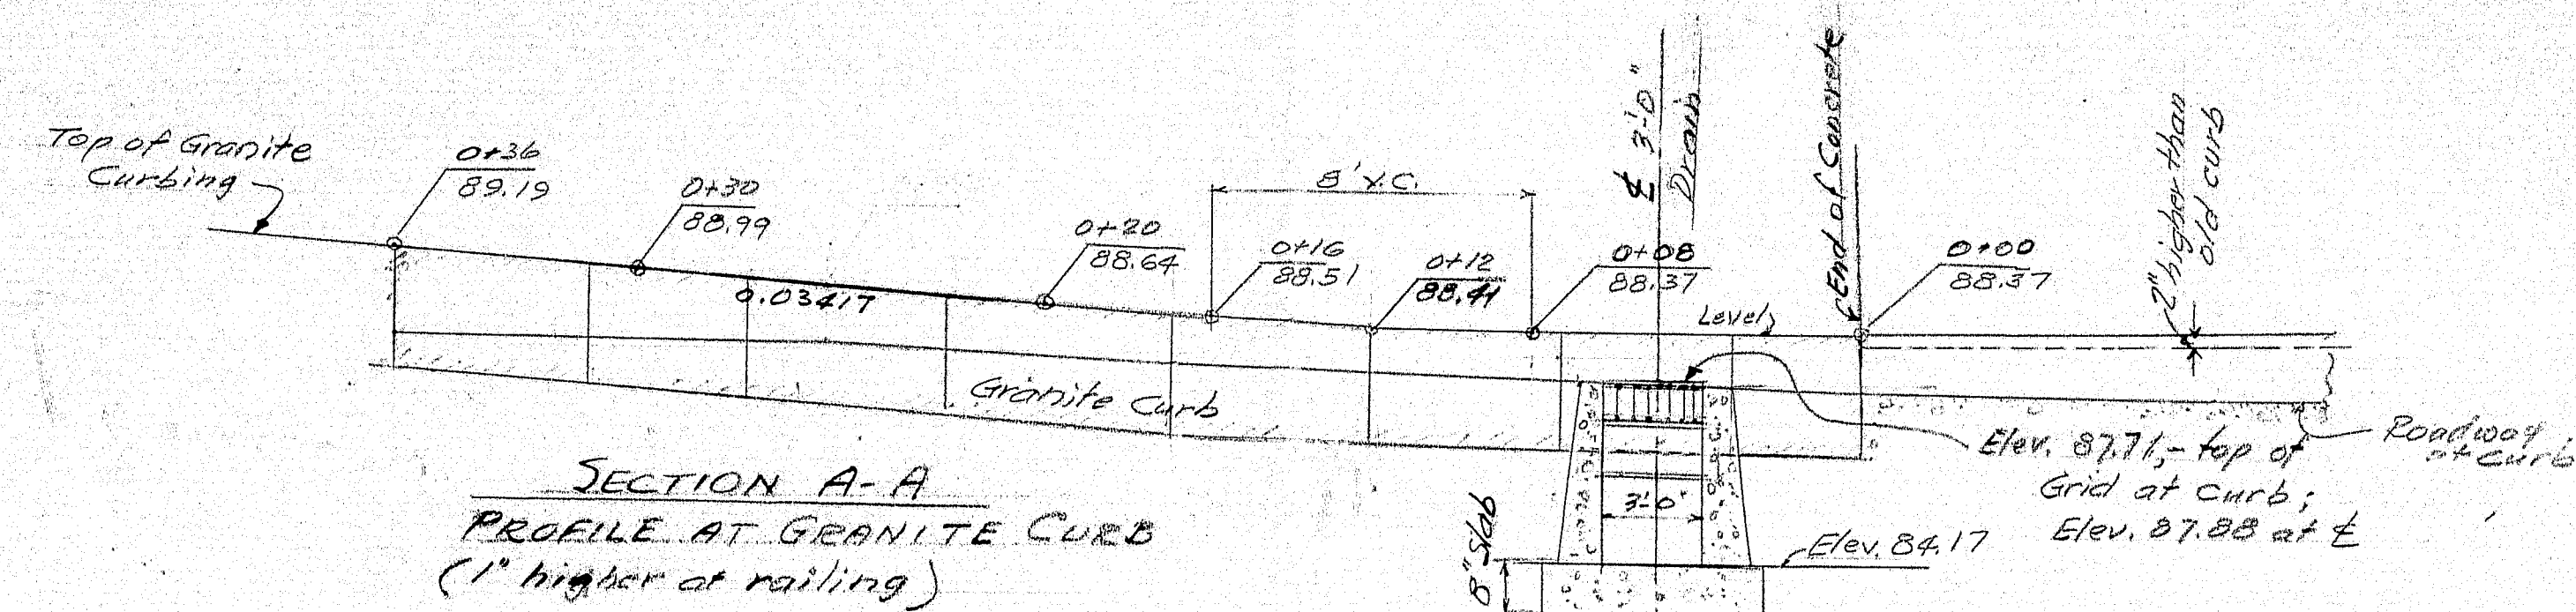 Top of Granite
Curbing
0+36
89.19
0+30
88.99
0.03417
0+20
88.64
8' V.C.
0+16
88.51
0+12
88.41
0+08
88.37
℄ 3'-0"
Drain
Level
End of Concrete
0+00
88.37
2" higher than
old curb
Granite Curb
SECTION A-A
PROFILE AT GRANITE CURB
(1" higher at railing)
3'-0"
8" Slab
Elev. 84.17
Elev. 87.71,- top of
Grid at curb;
Elev. 87.88 at ℄
Roadway
at curb